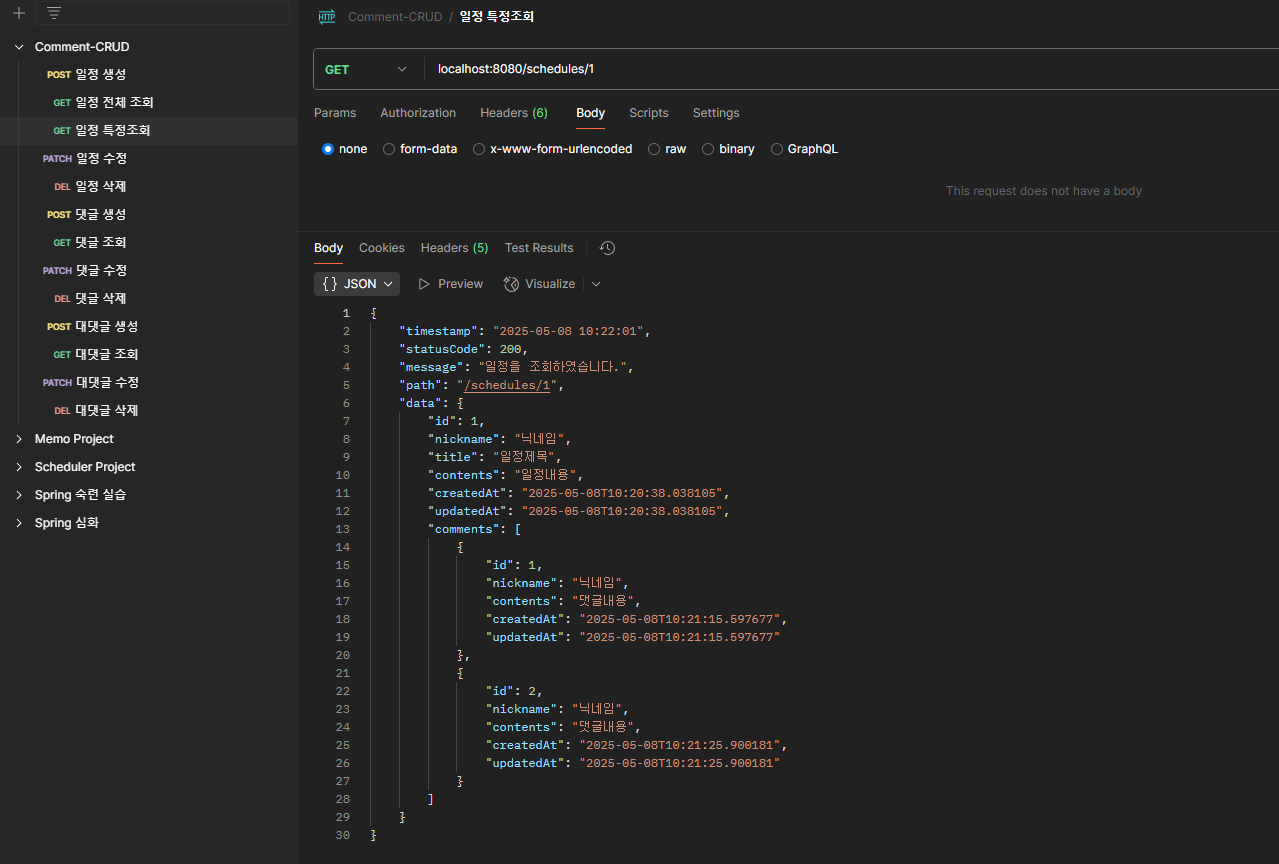 Comment-CRUD
POST 일정 생성
GET 일정 전체 조회
GET 일정 특정조회
PATCH 일정 수정
DEL 일정 삭제
POST 댓글 생성
GET 댓글 조회
PATCH 댓글 수정
DEL 댓글 삭제
POST 대댓글 생성
GET 대댓글 조회
PATCH 대댓글 수정
DEL 대댓글 삭제
Memo Project
Scheduler Project
Spring 숙련 실습
Spring 심화
HTTP Comment-CRUD / 일정 특정조회
GET localhost:8080/schedules/1
Params Authorization Headers (6) Body Scripts Settings
none form-data x-www-form-urlencoded raw binary GraphQL
This request does not have a body
Body Cookies Headers (5) Test Results
{} JSON Preview Visualize
1 {
2 "timestamp": "2025-05-08 10:22:01",
3 "statusCode": 200,
4 "message": "일정을 조회하였습니다.",
5 "path": "/schedules/1",
6 "data": {
7 "id": 1,
8 "nickname": "닉네임",
9 "title": "일정제목",
10 "contents": "일정내용",
11 "createdAt": "2025-05-08T10:20:38.038105",
12 "updatedAt": "2025-05-08T10:20:38.038105",
13 "comments": [
14 {
15 "id": 1,
16 "nickname": "닉네임",
17 "contents": "댓글내용",
18 "createdAt": "2025-05-08T10:21:15.597677",
19 "updatedAt": "2025-05-08T10:21:15.597677"
20 },
21 {
22 "id": 2,
23 "nickname": "닉네임",
24 "contents": "댓글내용",
25 "createdAt": "2025-05-08T10:21:25.900181",
26 "updatedAt": "2025-05-08T10:21:25.900181"
27 }
28 ]
29 }
30 }